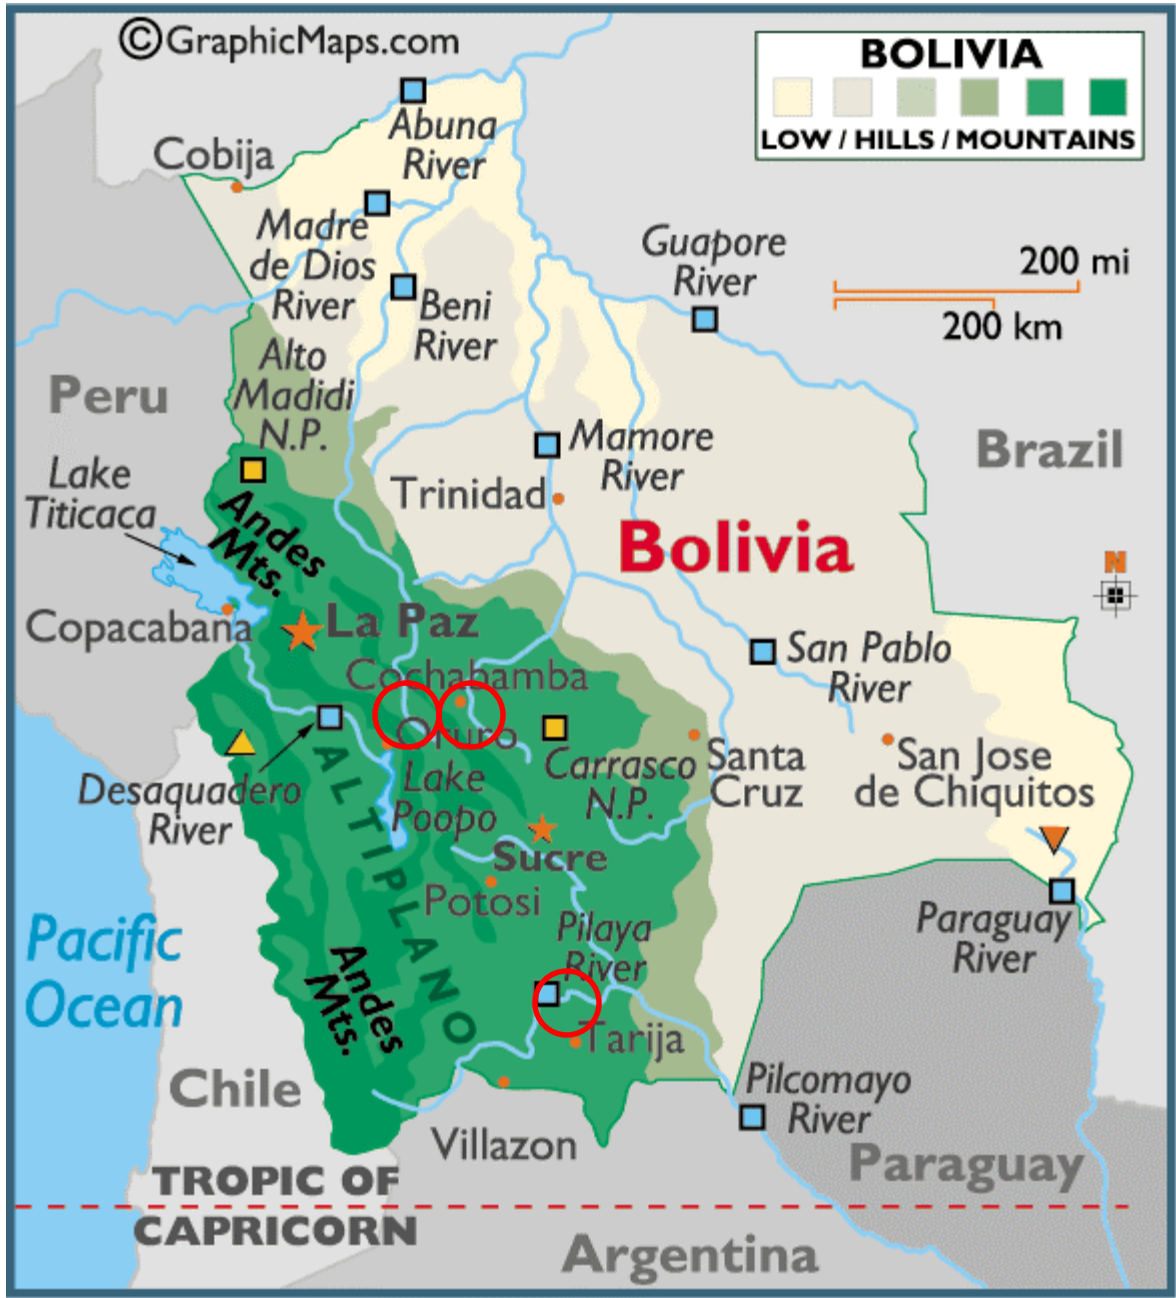 ©GraphicMaps.com
BOLIVIA
LOW / HILLS / MOUNTAINS
Abuna
River
Cobija
Madre
de Dios
River
Beni
River
Guapore
River
200 mi
200 km
Alto
Madidi
N.P.
Peru
Brazil
Mamore
River
Lake
Titicaca
Trinidad
Andes
Mts.
Bolivia
N
Copacabana
La Paz
San Pablo
River
Cochabamba
Oruro
Carrasco
N.P.
Santa
Cruz
San Jose
de Chiquitos
Desaquadero
River
Lake
Poopo
ALTIPLANO
Sucre
Potosi
Pilaya
River
Paraguay
River
Pacific
Ocean
Andes
Mts.
Tarija
Chile
Pilcomayo
River
Villazon
Paraguay
TROPIC OF
CAPRICORN
Argentina